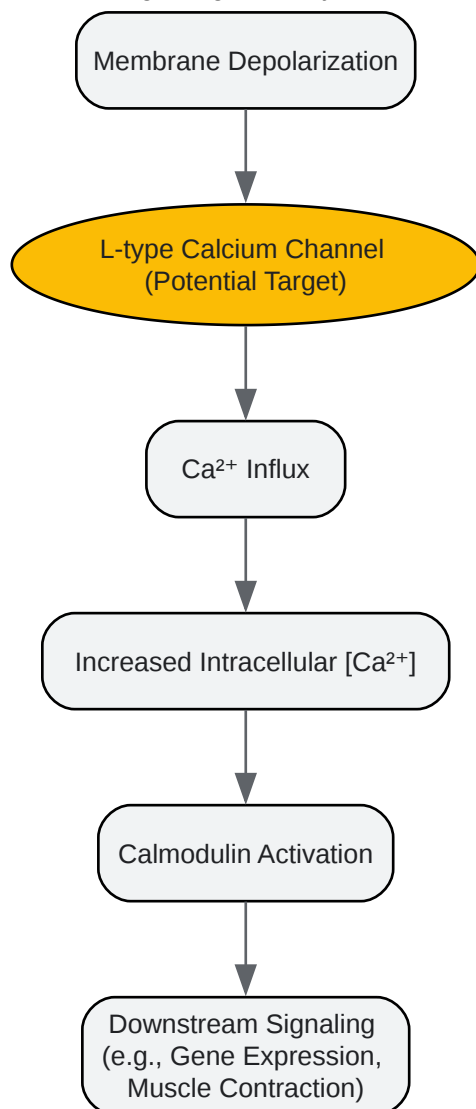 Membrane Depolarization
L-type Calcium Channel
(Potential Target)
Ca²⁺ Influx
Increased Intracellular [Ca²⁺]
Calmodulin Activation
Downstream Signaling
(e.g., Gene Expression,
Muscle Contraction)